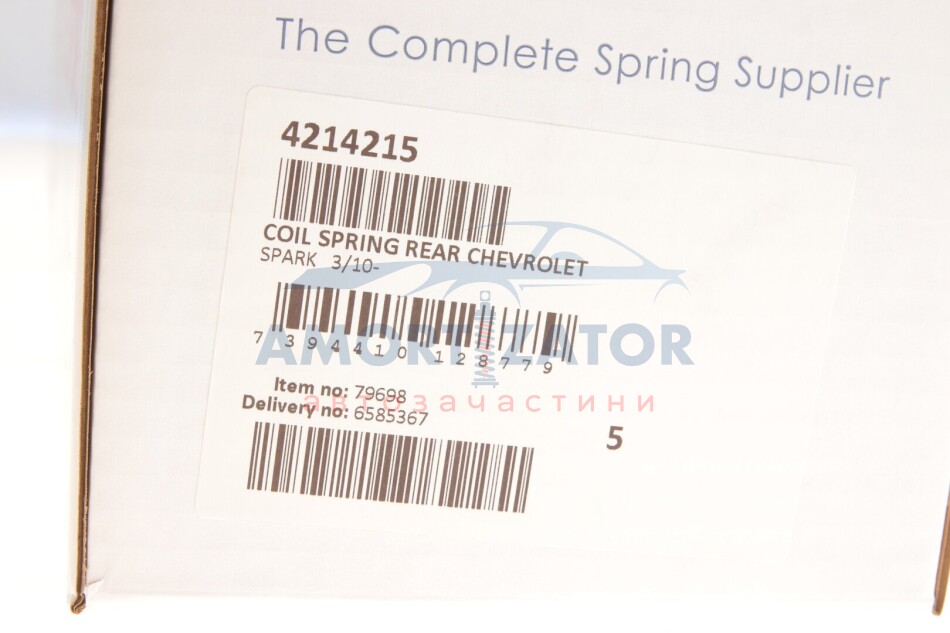 The Complete Spring Supplier
4214215
COIL SPRING REAR CHEVROLET
SPARK 3/10-
7 394410 128779
AMORTIZATOR
автозачастини
Item no: 79698
Delivery no: 6585367
5